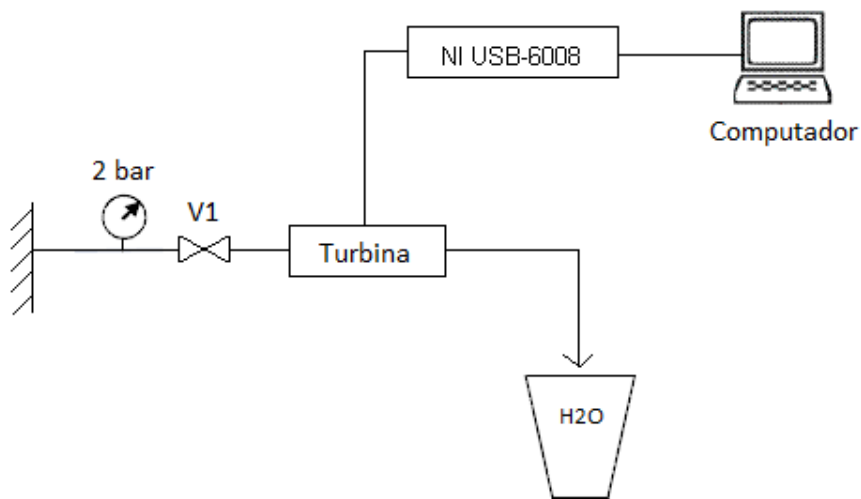 NI USB-6008
Computador
2 bar
V1
Turbina
H2O